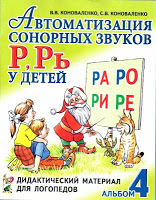 В.В. КОНОВАЛЕНКО, С.В. КОНОВАЛЕНКО
АВТОМАТИЗАЦИЯ
СОНОРНЫХ ЗВУКОВ
Р, Рь
У ДЕТЕЙ
РА РО
РИ РЕ
ДИДАКТИЧЕСКИЙ
МАТЕРИАЛ
ДЛЯ ЛОГОПЕДОВ
АЛЬБОМ 4